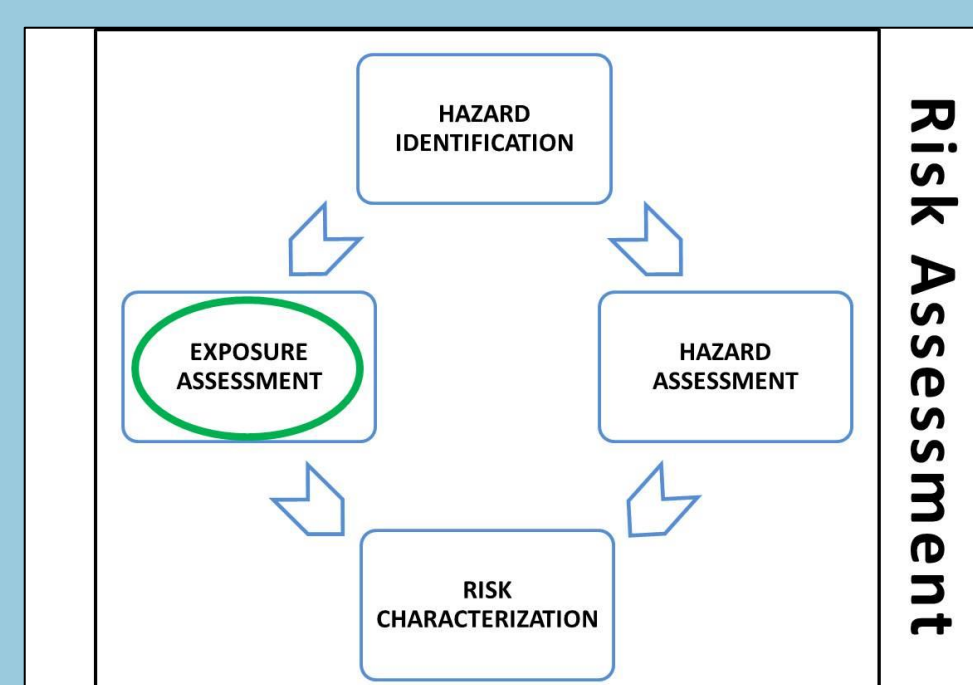 HAZARD
IDENTIFICATION
EXPOSURE
ASSESSMENT
HAZARD
ASSESSMENT
RISK
CHARACTERIZATION
Risk Assessment